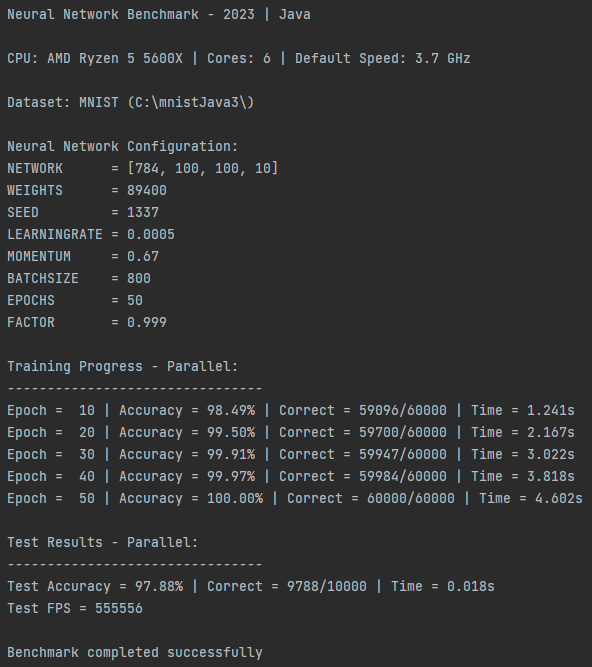 Neural Network Benchmark - 2023 | Java
CPU: AMD Ryzen 5 5600X | Cores: 6 | Default Speed: 3.7 GHz
Dataset: MNIST (C:\mnistJava3\)
Neural Network Configuration:
NETWORK      = [784, 100, 100, 10]
WEIGHTS      = 89400
SEED         = 1337
LEARNINGRATE = 0.0005
MOMENTUM     = 0.67
BATCHSIZE    = 800
EPOCHS       = 50
FACTOR       = 0.999
Training Progress - Parallel:
--------------------------------
Epoch =  10 | Accuracy = 98.49% | Correct = 59096/60000 | Time = 1.241s
Epoch =  20 | Accuracy = 99.50% | Correct = 59700/60000 | Time = 2.167s
Epoch =  30 | Accuracy = 99.91% | Correct = 59947/60000 | Time = 3.022s
Epoch =  40 | Accuracy = 99.97% | Correct = 59984/60000 | Time = 3.818s
Epoch =  50 | Accuracy = 100.00% | Correct = 60000/60000 | Time = 4.602s
Test Results - Parallel:
--------------------------------
Test Accuracy = 97.88% | Correct = 9788/10000 | Time = 0.018s
Test FPS = 555556
Benchmark completed successfully